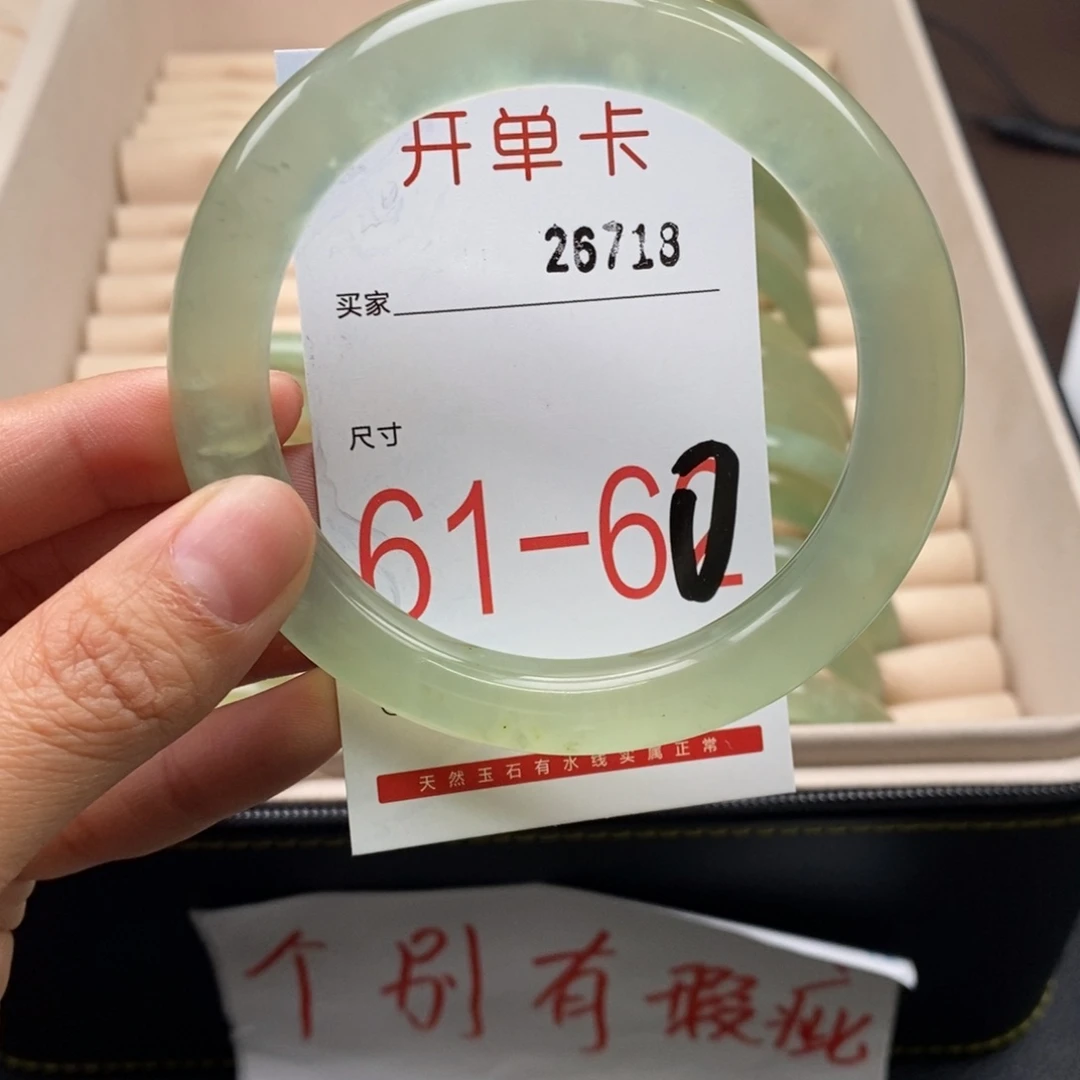 开单卡
26718
买家
尺寸
61-60
天然玉石有水线实属正常
个别有瑕疵